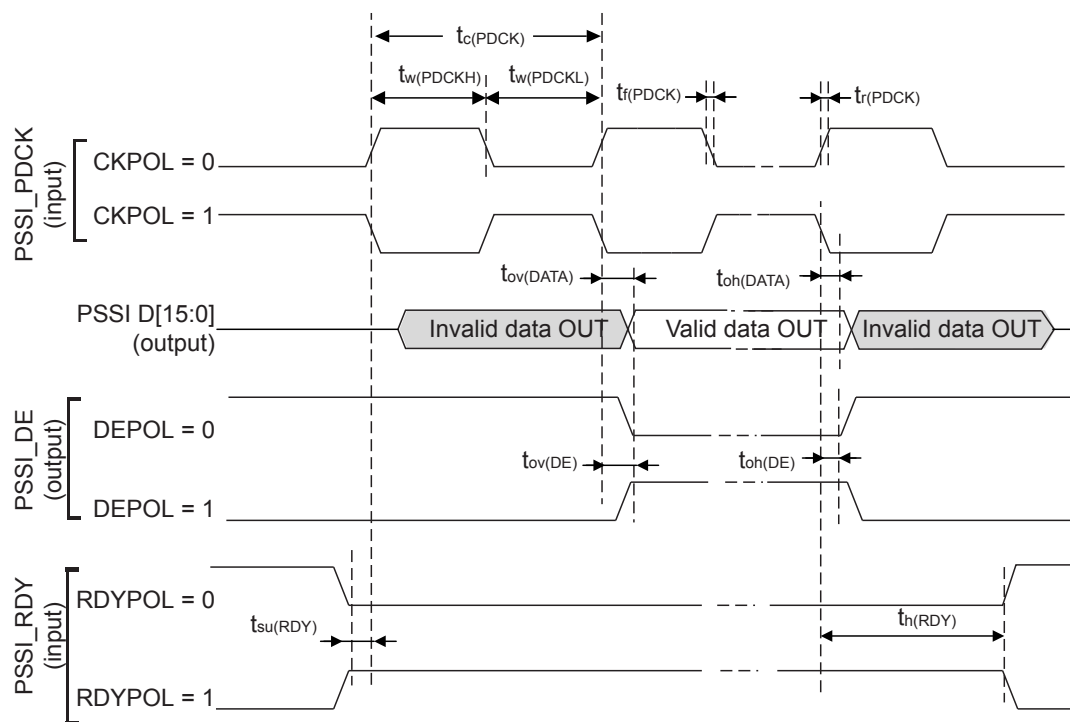 tc(PDCK)
tw(PDCKH)
tw(PDCKL)
tf(PDCK)
tr(PDCK)
PSSI_PDCK
(input)
CKPOL = 0
CKPOL = 1
tov(DATA)
toh(DATA)
PSSI D[15:0]
(output)
Invalid data OUT
Valid data OUT
Invalid data OUT
PSSI_DE
(output)
DEPOL = 0
tov(DE)
toh(DE)
DEPOL = 1
PSSI_RDY
(input)
RDYPOL = 0
tsu(RDY)
th(RDY)
RDYPOL = 1